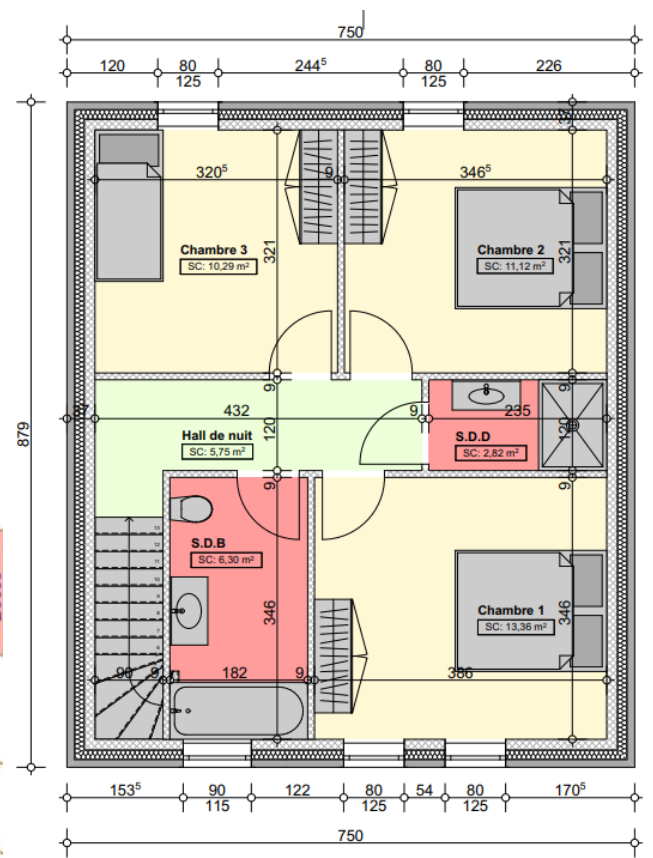 750
120 80 244⁵ 80 226
125 125
37
320⁵ 9 346⁵
Chambre 3
SC: 10,29 m²
321
Chambre 2
SC: 11,12 m²
321
879
9 9
37 432 9 235
Hall de nuit
SC: 5,75 m²
120
S.D.D
SC: 2,82 m²
120
9 9
S.D.B
SC: 6,30 m²
346
Chambre 1
SC: 13,36 m²
346
90 9 182 9 386
153⁵ 90 122 80 54 80 170⁵
115 125 125
750